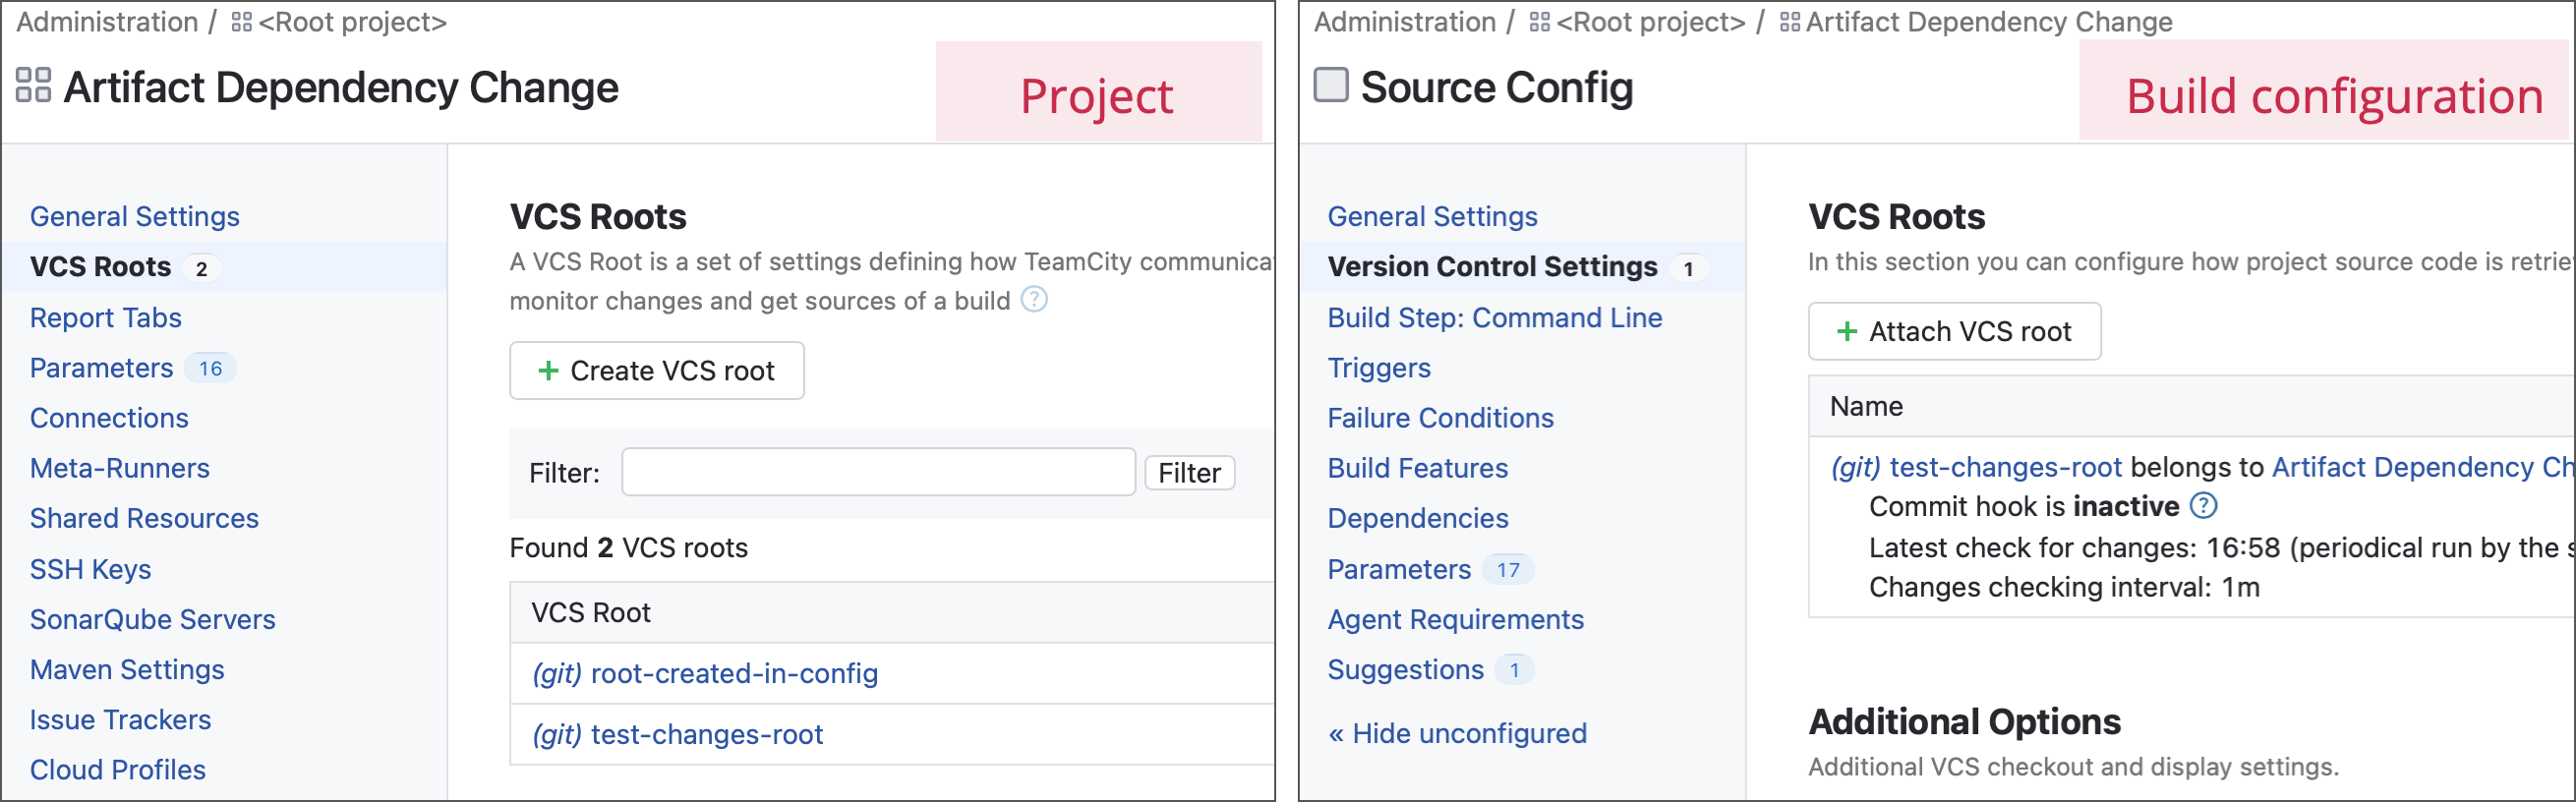 Administration / <Root project>
Artifact Dependency Change
Project
General Settings
VCS Roots 2
Report Tabs
Parameters 16
Connections
Meta-Runners
Shared Resources
SSH Keys
SonarQube Servers
Maven Settings
Issue Trackers
Cloud Profiles
VCS Roots
A VCS Root is a set of settings defining how TeamCity communica
monitor changes and get sources of a build ?
+ Create VCS root
Filter: Filter
Found 2 VCS roots
VCS Root
(git) root-created-in-config
(git) test-changes-root
Administration / <Root project> / Artifact Dependency Change
Source Config
Build configuration
General Settings
Version Control Settings 1
Build Step: Command Line
Triggers
Failure Conditions
Build Features
Dependencies
Parameters 17
Agent Requirements
Suggestions 1
« Hide unconfigured
VCS Roots
In this section you can configure how project source code is retrie
+ Attach VCS root
Name
(git) test-changes-root belongs to Artifact Dependency Ch
Commit hook is inactive ?
Latest check for changes: 16:58 (periodical run by the s
Changes checking interval: 1m
Additional Options
Additional VCS checkout and display settings.